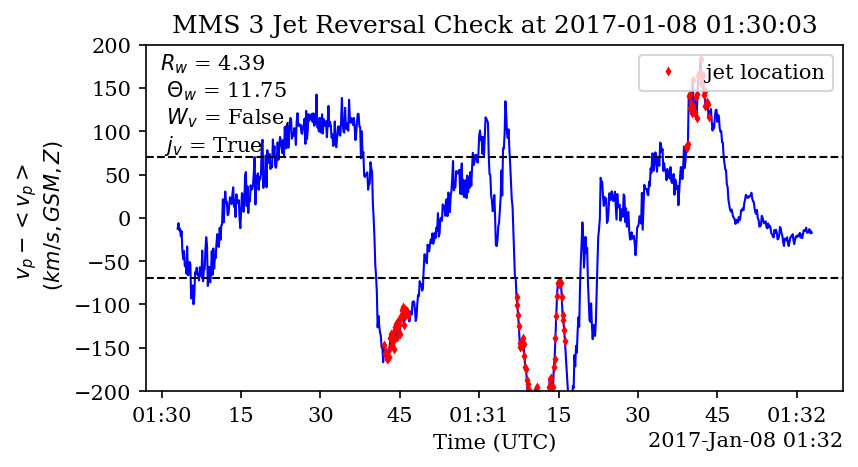 MMS 3 Jet Reversal Check at 2017-01-08 01:30:03
R_w = 4.39
Θ_w = 11.75
W_v = False
j_v = True
jet location
v_p − < v_p >
(km/s, GSM, Z)
200
150
100
50
0
−50
−100
−150
−200
01:30 15 30 45 01:31 15 30 45 01:32
Time (UTC)
2017-Jan-08 01:32